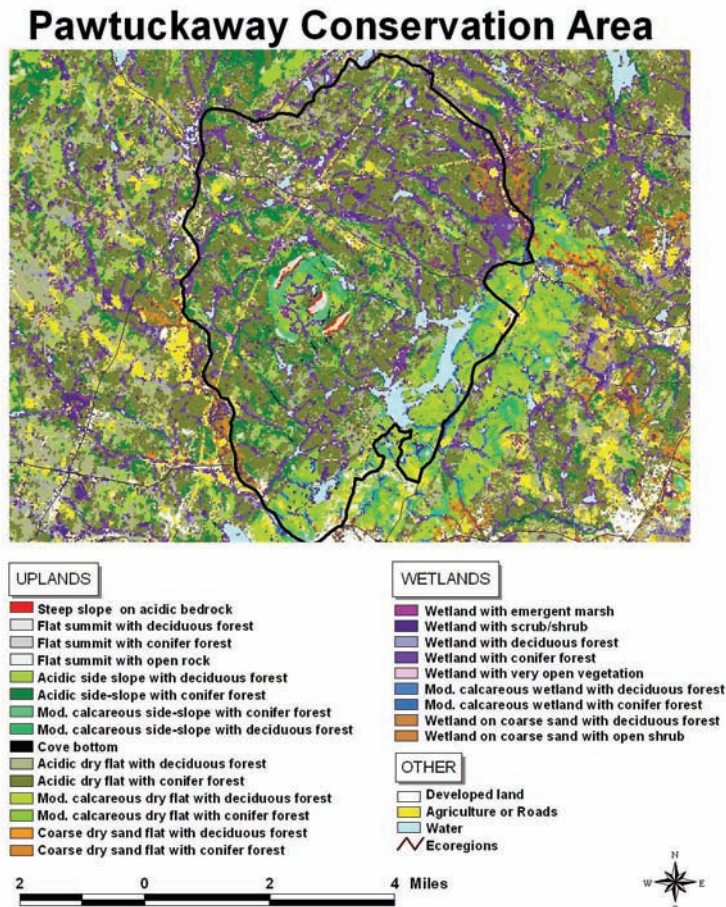 Pawtuckaway Conservation Area
UPLANDS
Steep slope on acidic bedrock
Flat summit with deciduous forest
Flat summit with conifer forest
Flat summit with open rock
Acidic side slope with deciduous forest
Acidic side-slope with conifer forest
Mod. calcareous side-slope with conifer forest
Mod. calcareous side-slope with deciduous forest
Cove bottom
Acidic dry flat with deciduous forest
Acidic dry flat with conifer forest
Mod. calcareous dry flat with deciduous forest
Mod. calcareous dry flat with conifer forest
Coarse dry sand flat with deciduous forest
Coarse dry sand flat with conifer forest
WETLANDS
Wetland with emergent marsh
Wetland with scrub/shrub
Wetland with deciduous forest
Wetland with conifer forest
Wetland with very open vegetation
Mod. calcareous wetland with deciduous forest
Mod. calcareous wetland with conifer forest
Wetland on coarse sand with deciduous forest
Wetland on coarse sand with open shrub
OTHER
Developed land
Agriculture or Roads
Water
Ecoregions
2 0 2 4 Miles
N
W E